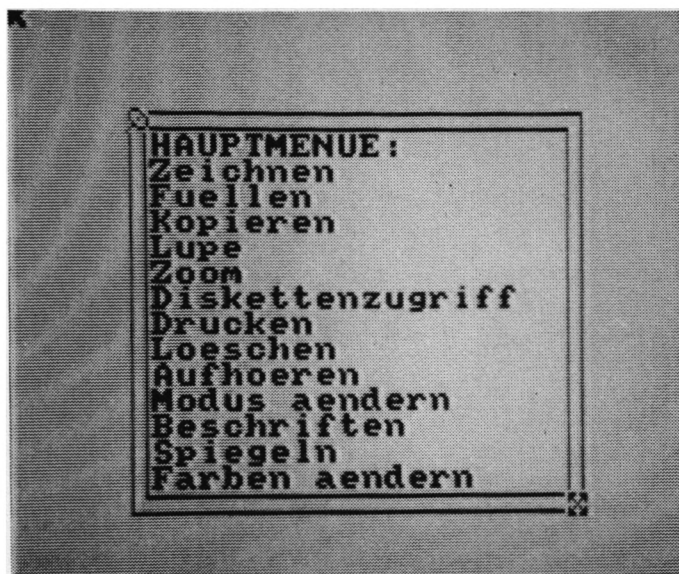 HAUPTMENUE:
Zeichnen
Fuellen
Kopieren
Lupe
Zoom
Diskettenzugriff
Drucken
Loeschen
Aufhoeren
Modus aendern
Beschriften
Spiegeln
Farben aendern